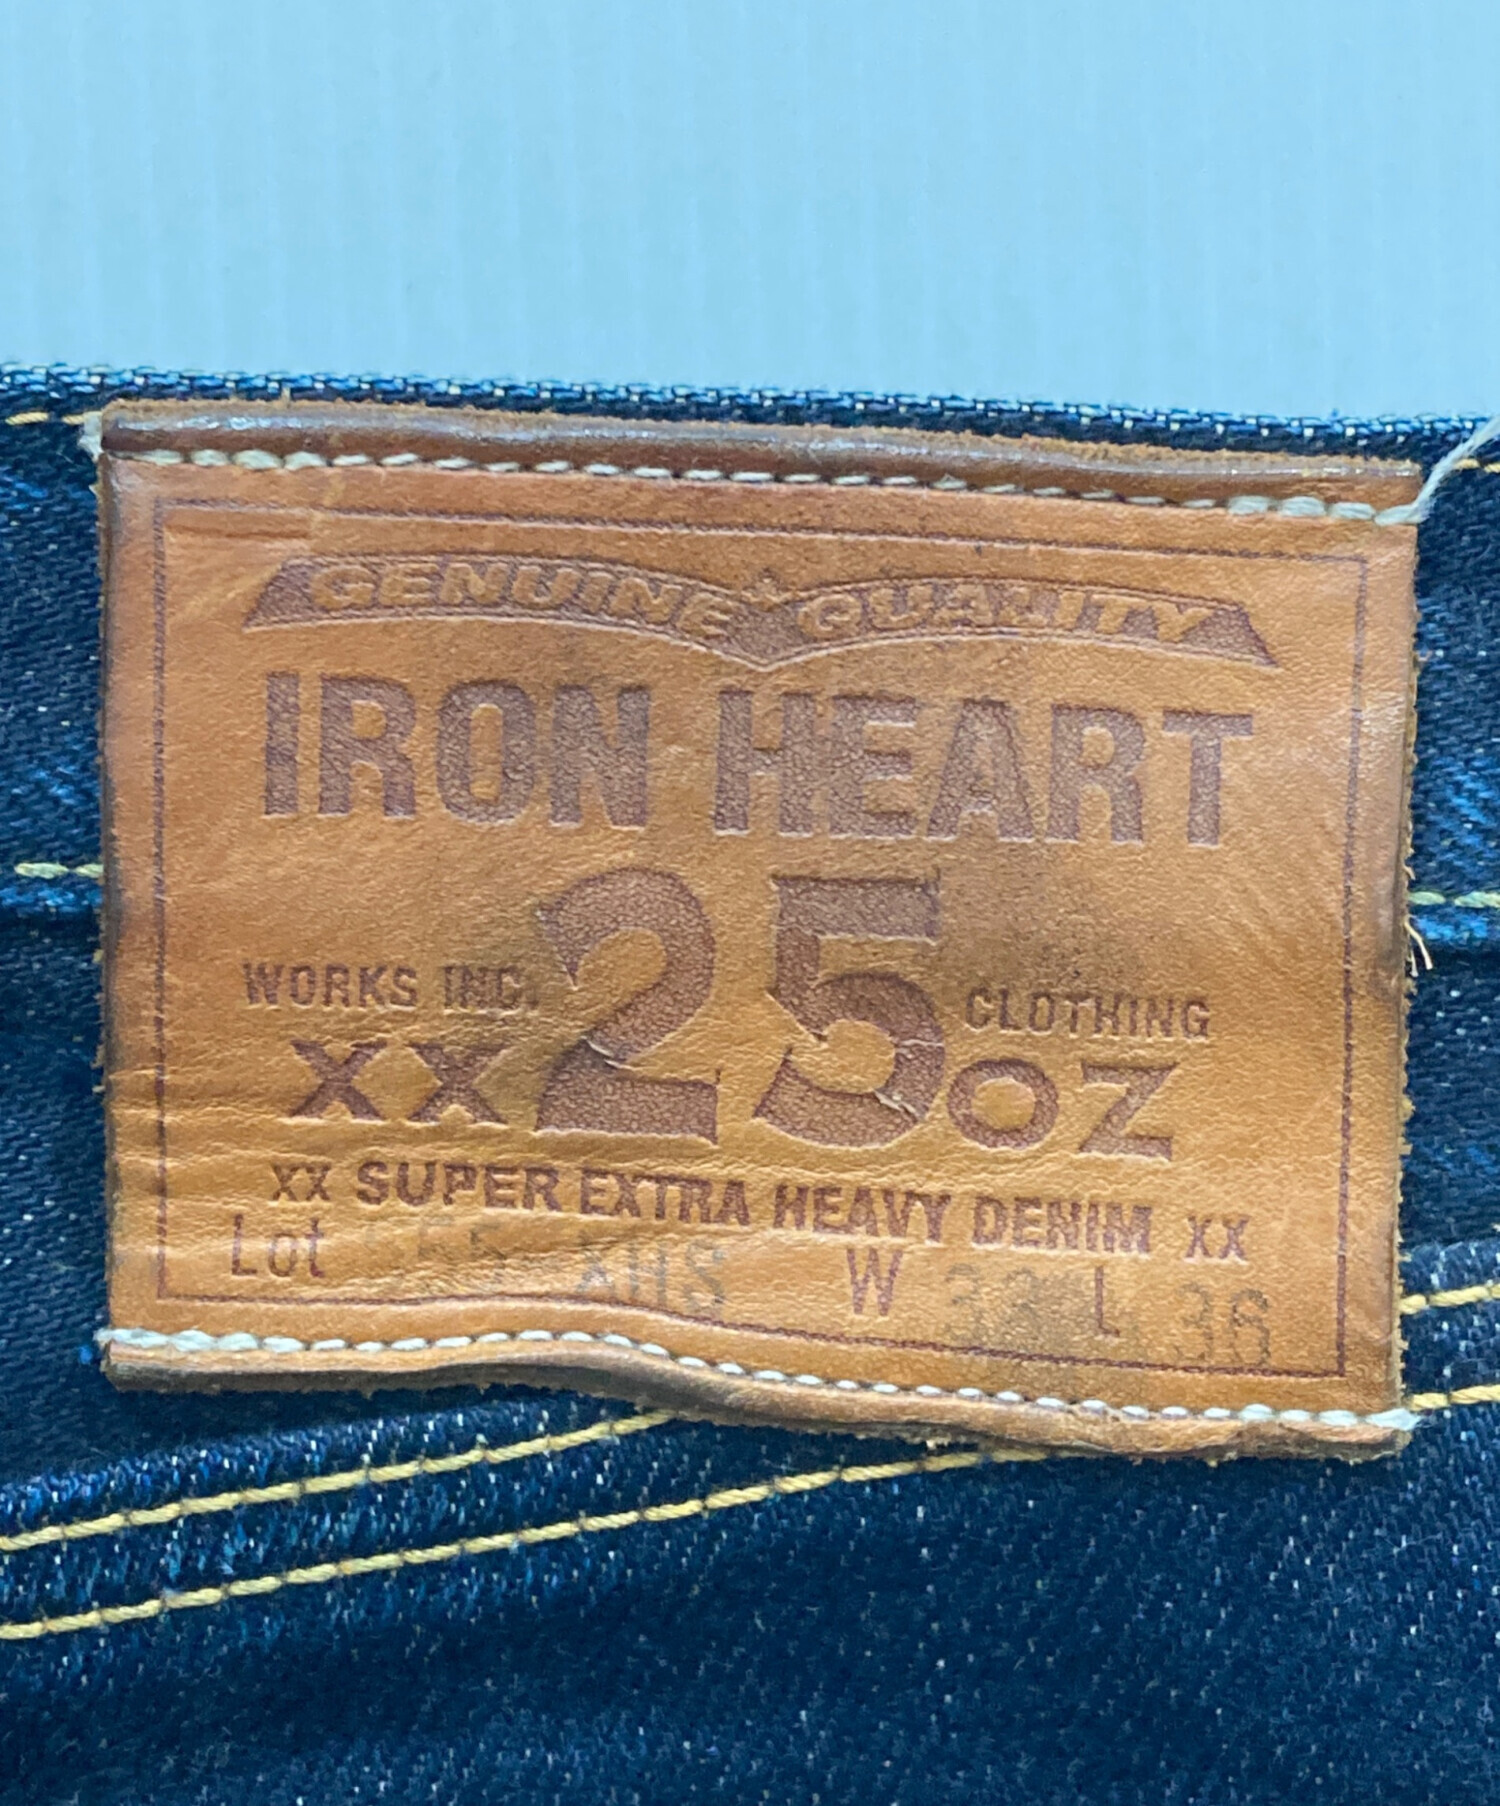 GENUINE QUALITY
IRON HEART
WORKS INC. 25 CLOTHING
XX OZ
XX SUPER EXTRA HEAVY DENIM XX
Lot XHS W L 36